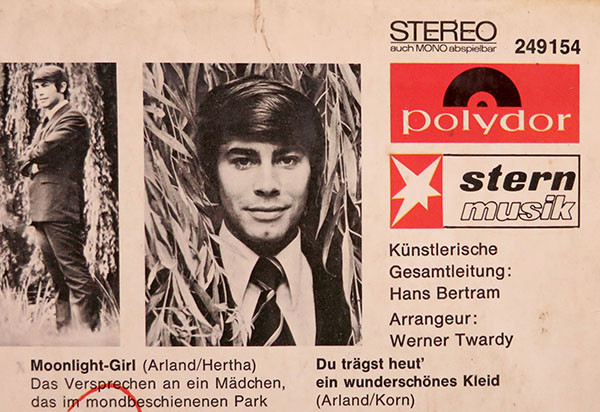 STEREO
auch MONO abspielbar
249154
polydor
stern
musik
Künstlerische
Gesamtleitung:
Hans Bertram
Arrangeur:
Werner Twardy
Moonlight-Girl (Arland/Hertha)
Das Versprechen an ein Mädchen,
das im mondbeschienenen Park
Du trägst heut'
ein wunderschönes Kleid
(Arland/Korn)